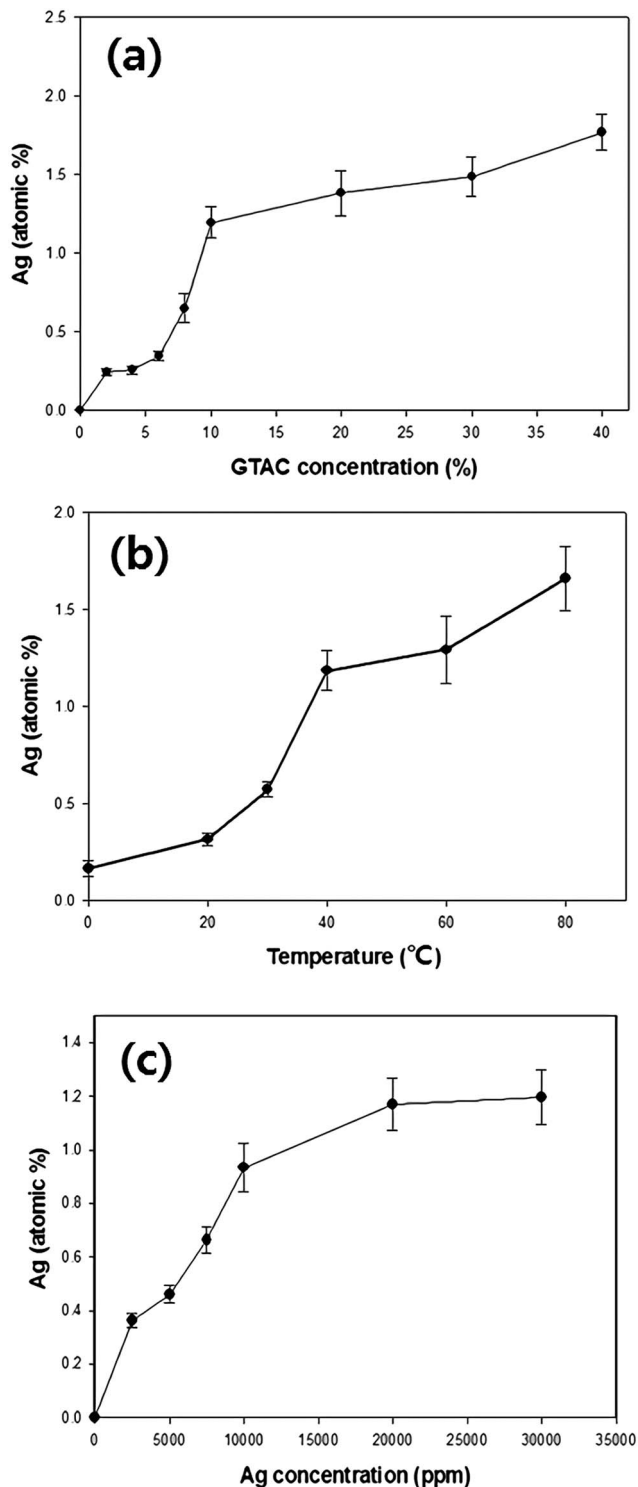 (a)
Ag (atomic %)
2.5
2.0
1.5
1.0
0.5
0.0
0 5 10 15 20 25 30 35 40
GTAC concentration (%)
(b)
Ag (atomic %)
2.0
1.5
1.0
0.5
0.0
0 20 40 60 80
Temperature (℃)
(c)
Ag (atomic %)
1.4
1.2
1.0
0.8
0.6
0.4
0.2
0.0
0 5000 10000 15000 20000 25000 30000 35000
Ag concentration (ppm)